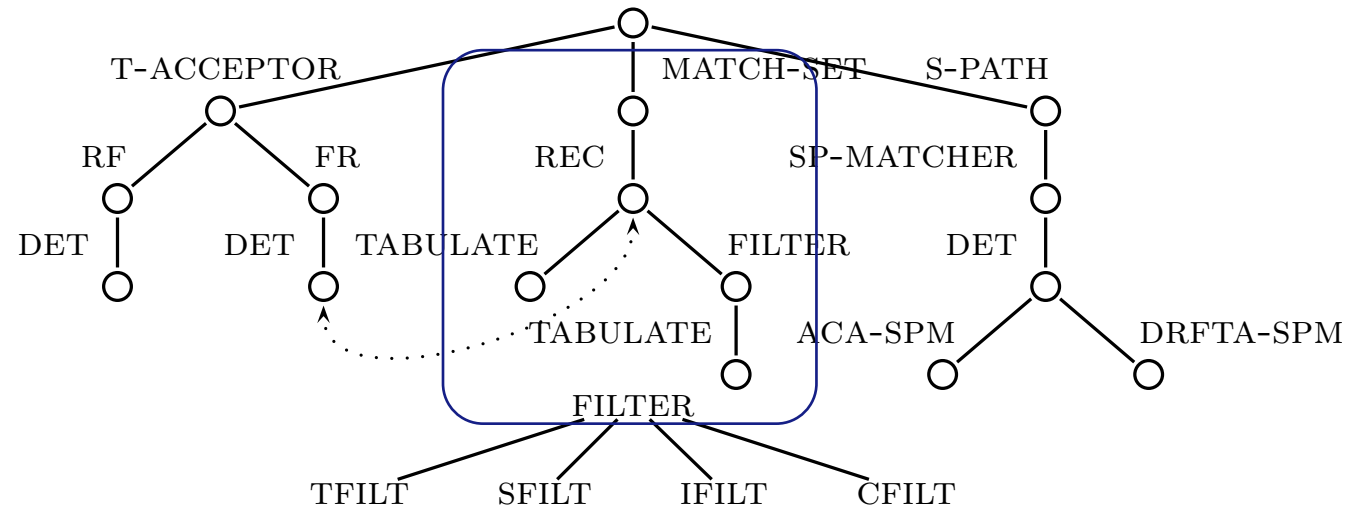 T-ACCEPTOR MATCH-SET S-PATH
RF FR REC SP-MATCHER
DET DET TABULATE FILTER DET
TABULATE ACA-SPM DRFTA-SPM
FILTER
TFILT SFILT IFILT CFILT